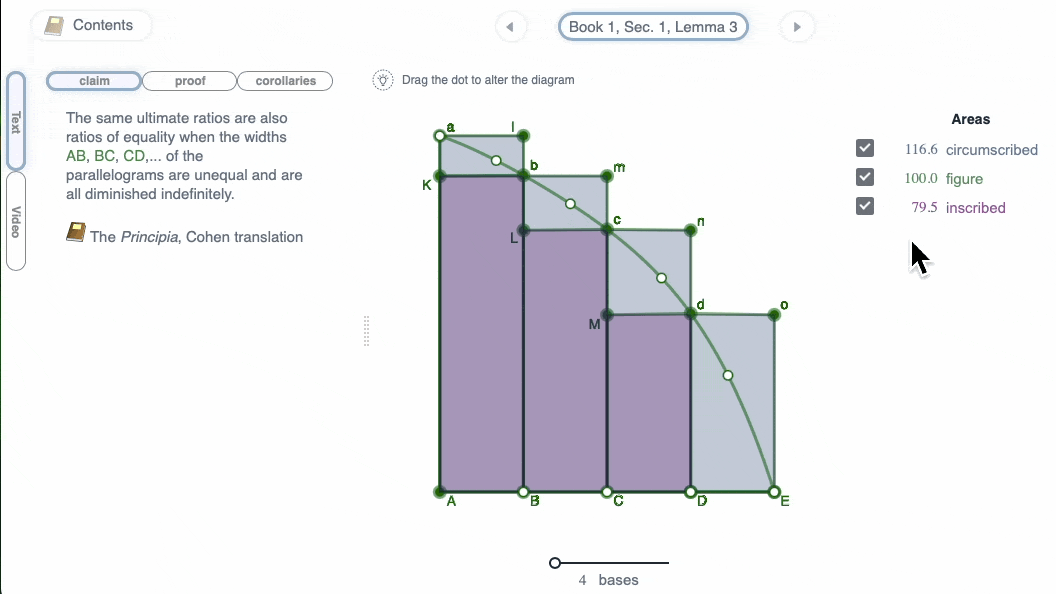 Contents
Book 1, Sec. 1, Lemma 3
Text
Video
claim
proof
corollaries
Drag the dot to alter the diagram
The same ultimate ratios are also
ratios of equality when the widths
AB, BC, CD,... of the
parallelograms are unequal and are
all diminished indefinitely.
The Principia, Cohen translation
Areas
116.6 circumscribed
100.0 figure
79.5 inscribed
a
l
K
b
m
L
c
n
M
d
o
A
B
C
D
E
4 bases